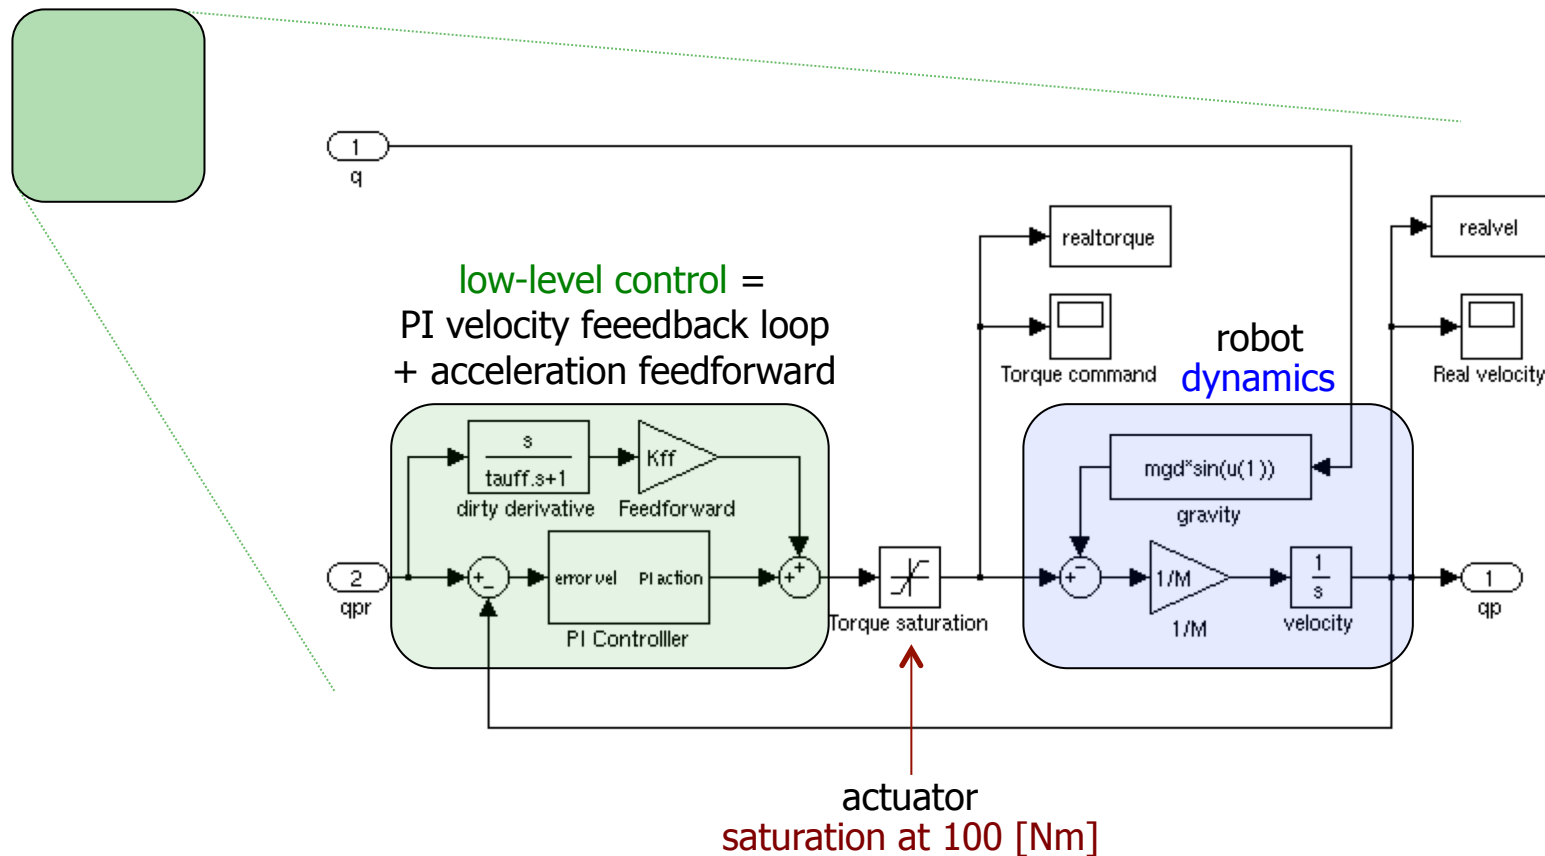 1
q
realtorque
realvel
low-level control =
PI velocity feeedback loop
+ acceleration feedforward
Torque command
robot
dynamics
Real velocity
s
tauff.s+1
dirty derivative
Kff
Feedforward
mgd*sin(u(1))
gravity
2
qpr
+
−
error vel
PI action
PI Controlller
+
+
Torque saturation
+
−
1/M
1/M
1
s
velocity
1
qp
actuator
saturation at 100 [Nm]